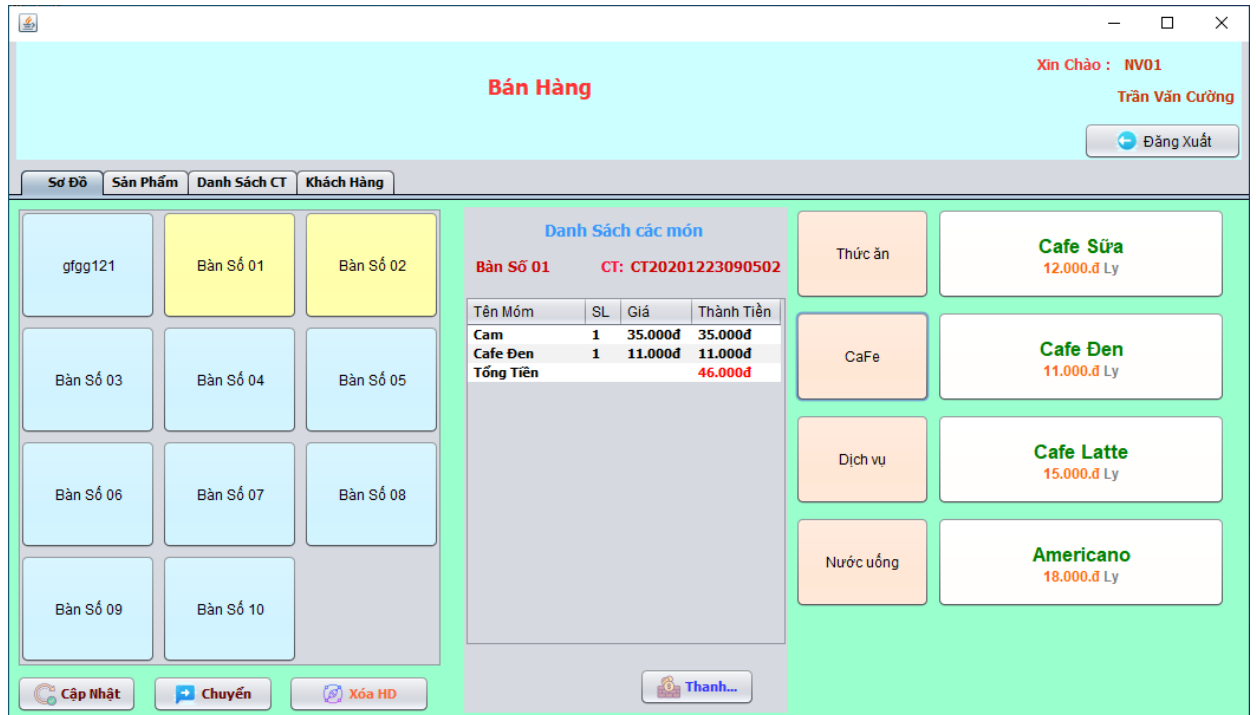 Bán Hàng
Xin Chào : NV01
Trần Văn Cường
Đăng Xuất
Sơ Đồ Sản Phẩm Danh Sách CT Khách Hàng
gfgg121 Bàn Số 01 Bàn Số 02
Bàn Số 03 Bàn Số 04 Bàn Số 05
Bàn Số 06 Bàn Số 07 Bàn Số 08
Bàn Số 09 Bàn Số 10
Cập Nhật Chuyển Xóa HD
Danh Sách các món
Bàn Số 01 CT: CT20201223090502
Tên Móm SL Giá Thành Tiền
Cam 1 35.000đ 35.000đ
Cafe Đen 1 11.000đ 11.000đ
Tổng Tiền 46.000đ
Thanh...
Thức ăn
CaFe
Dịch vụ
Nước uống
Cafe Sữa
12.000.đ Ly
Cafe Đen
11.000.đ Ly
Cafe Latte
15.000.đ Ly
Americano
18.000.đ Ly